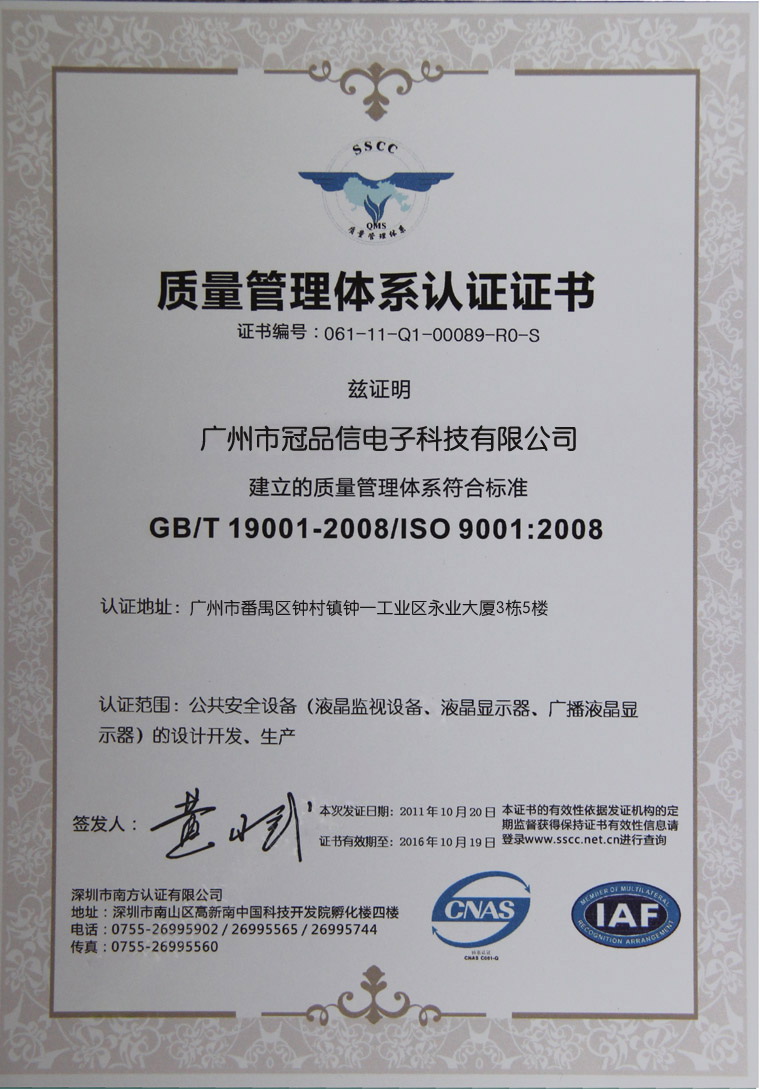 SSCC
QMS
质量管理体系
质量管理体系认证证书
证书编号：061-11-Q1-00089-R0-S
兹证明
广州市冠品信电子科技有限公司
建立的质量管理体系符合标准
GB/T 19001-2008/ISO 9001:2008
认证地址：广州市番禺区钟村镇钟一工业区永业大厦3栋5楼
认证范围：公共安全设备（液晶监视设备、液晶显示器、广播液晶显
示器）的设计开发、生产
签发人：
本次发证日期：2011年10月20日
证书有效期至：2016年10月19日
本证书的有效性依据发证机构的定
期监督获得保持证书有效性信息请
登录www.sscc.net.cn进行查询
深圳市南方认证有限公司
地址：深圳市南山区高新南中国科技开发院孵化楼四楼
电话：0755-26995902 / 26995565 / 26995744
传真：0755-26995560
CNAS
CNAS C061-Q
MEMBER OF MULTILATERAL
IAF
RECOGNITION ARRANGEMENT